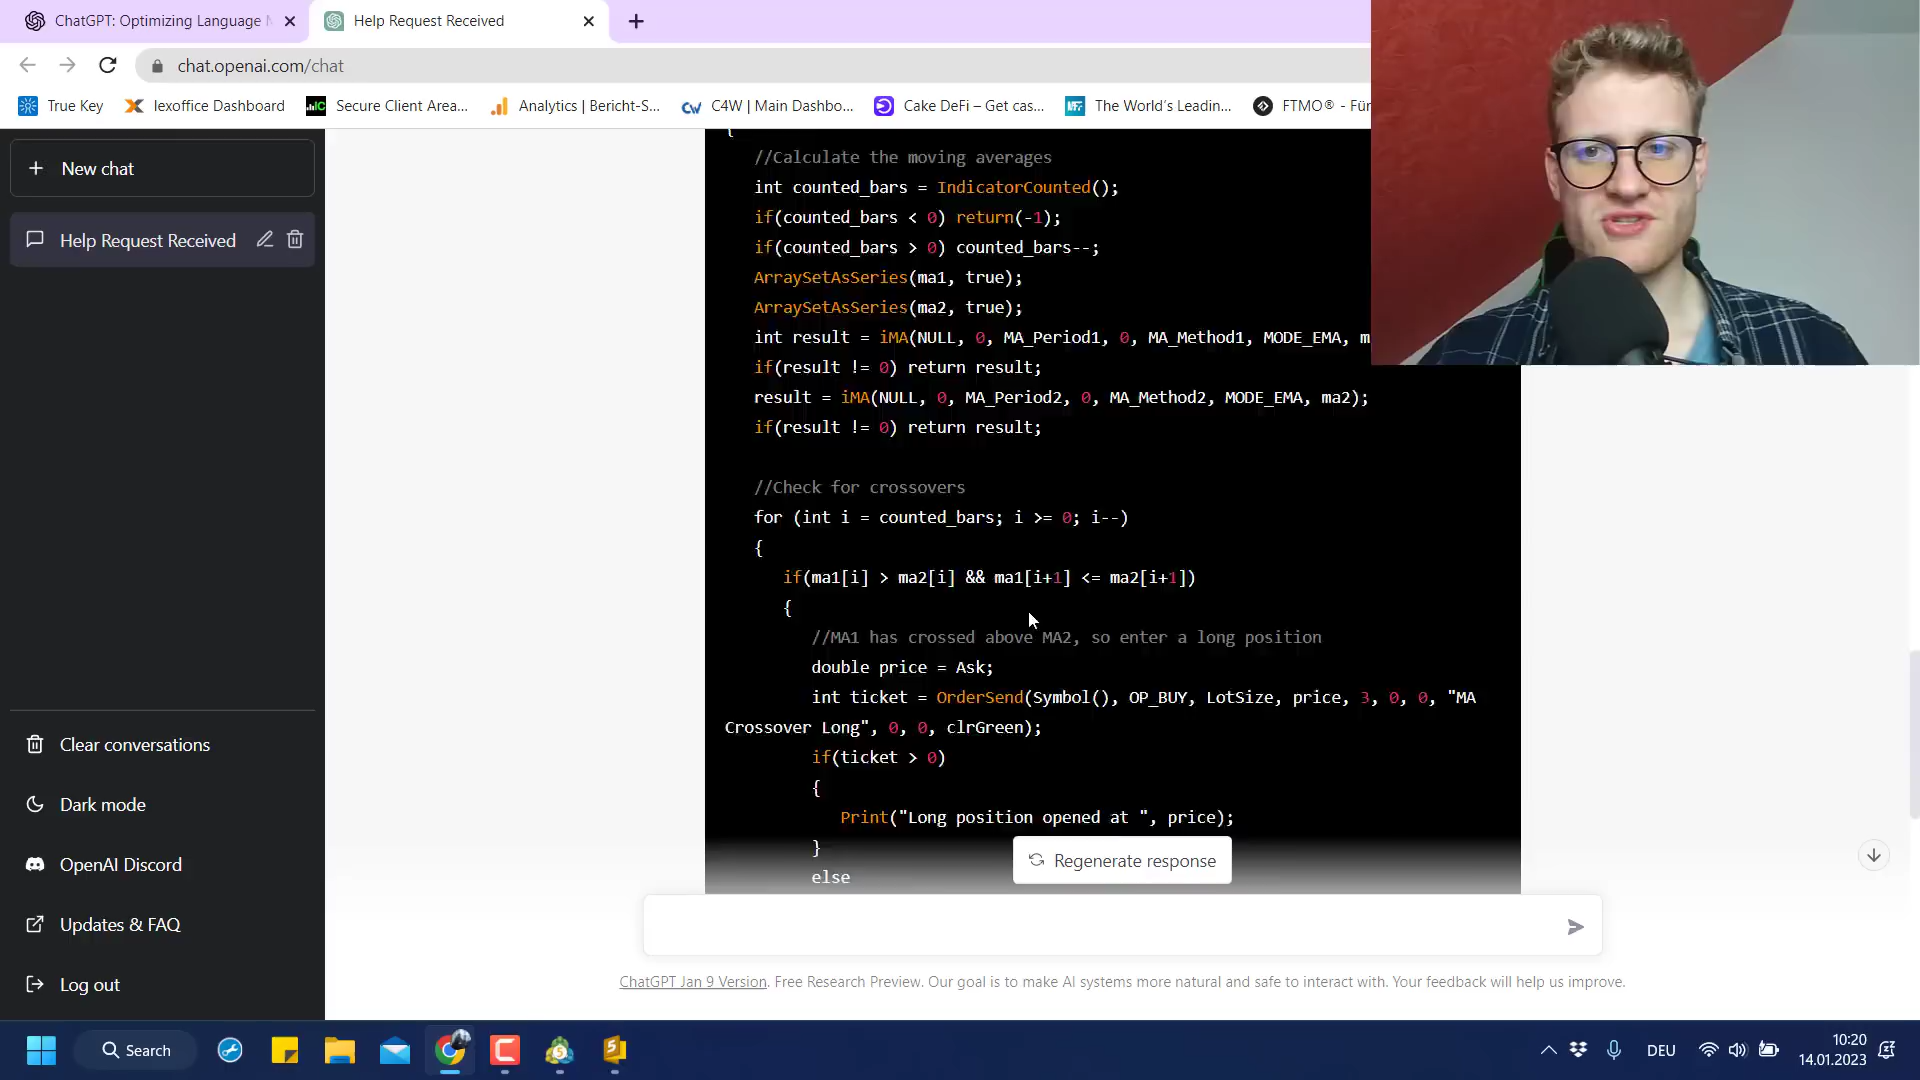 ChatGPT: Optimizing Language M
Help Request Received
chat.openai.com/chat
True Key
lexoffice Dashboard
Secure Client Area...
Analytics | Bericht-S...
C4W | Main Dashbo...
Cake DeFi – Get cas...
The World's Leadin...
FTMO® - Für
New chat
Help Request Received
Clear conversations
Dark mode
OpenAI Discord
Updates & FAQ
Log out
{
//Calculate the moving averages
int counted_bars = IndicatorCounted();
if(counted_bars < 0) return(-1);
if(counted_bars > 0) counted_bars--;
ArraySetAsSeries(ma1, true);
ArraySetAsSeries(ma2, true);
int result = iMA(NULL, 0, MA_Period1, 0, MA_Method1, MODE_EMA, m
if(result != 0) return result;
result = iMA(NULL, 0, MA_Period2, 0, MA_Method2, MODE_EMA, ma2);
if(result != 0) return result;
//Check for crossovers
for (int i = counted_bars; i >= 0; i--)
{
if(ma1[i] > ma2[i] && ma1[i+1] <= ma2[i+1])
{
//MA1 has crossed above MA2, so enter a long position
double price = Ask;
int ticket = OrderSend(Symbol(), OP_BUY, LotSize, price, 3, 0, 0, "MA
Crossover Long", 0, 0, clrGreen);
if(ticket > 0)
{
Print("Long position opened at ", price);
}
else
Regenerate response
ChatGPT Jan 9 Version. Free Research Preview. Our goal is to make AI systems more natural and safe to interact with. Your feedback will help us improve.
Search
DEU
10:20
14.01.2023